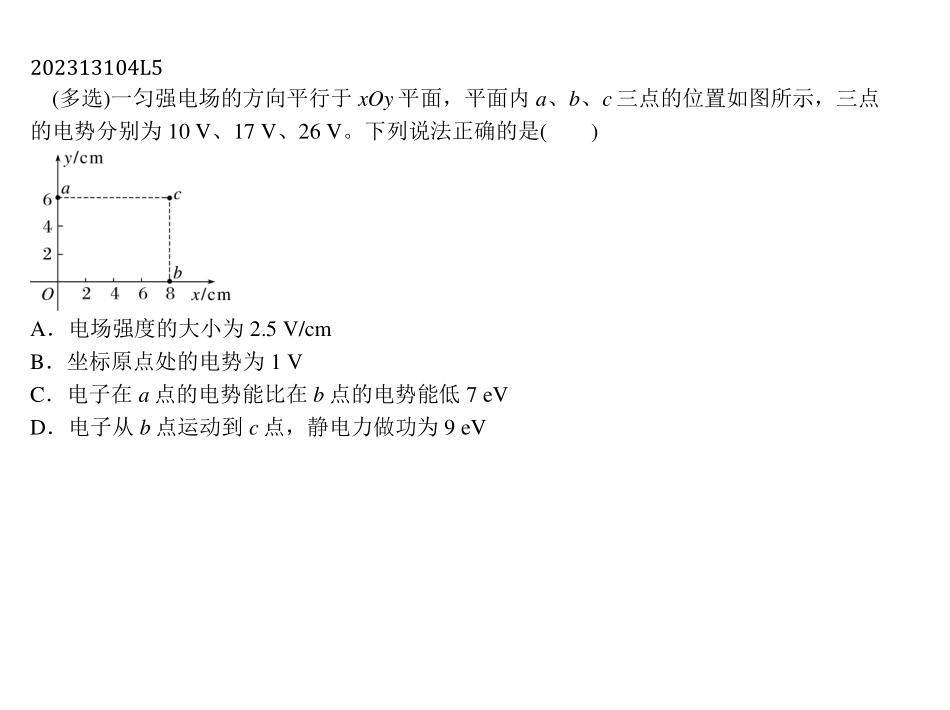 202313104L5
(多选)一匀强电场的方向平行于 xOy 平面，平面内 a、b、c 三点的位置如图所示，三点
的电势分别为 10 V、17 V、26 V。下列说法正确的是(　　)
y/cm
a
6
c
4
2
b
O 2 4 6 8 x/cm
A．电场强度的大小为 2.5 V/cm
B．坐标原点处的电势为 1 V
C．电子在 a 点的电势能比在 b 点的电势能低 7 eV
D．电子从 b 点运动到 c 点，静电力做功为 9 eV